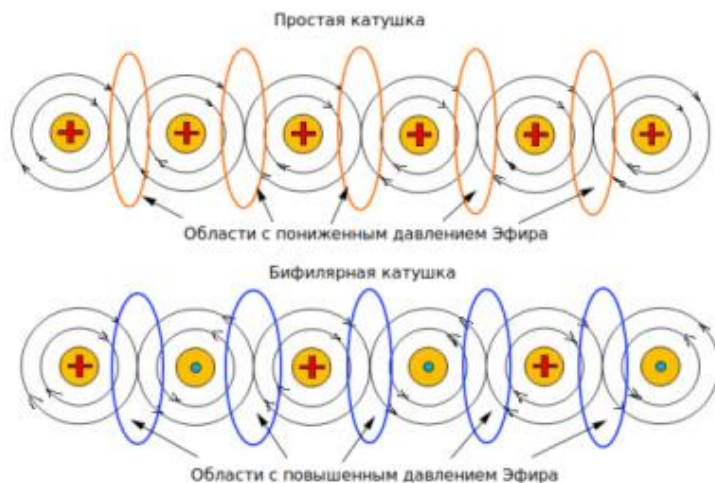 Простая катушка
Области с пониженным давлением Эфира
Бифилярная катушка
Области с повышенным давлением Эфира